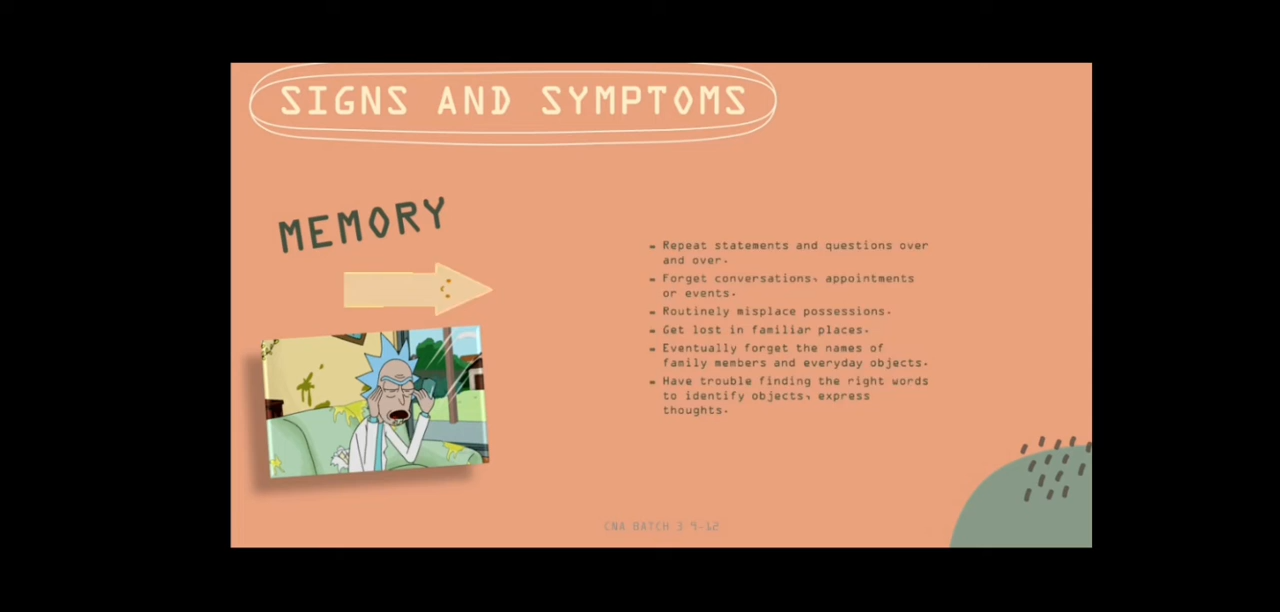 SIGNS AND SYMPTOMS
MEMORY
- Repeat statements and questions over
and over.
- Forget conversations, appointments
or events.
- Routinely misplace possessions.
- Get lost in familiar places.
- Eventually forget the names of
family members and everyday objects.
- Have trouble finding the right words
to identify objects, express
thoughts.
CNA BATCH 3 9-12